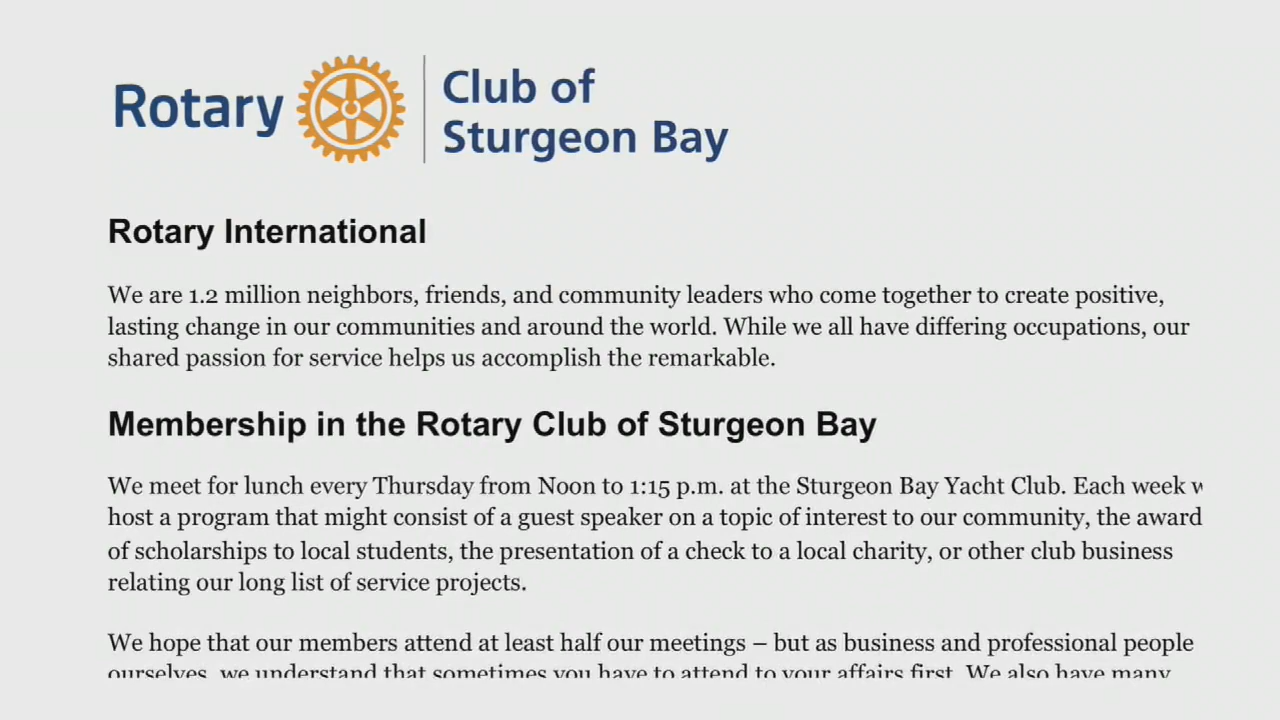 Rotary
Club of
Sturgeon Bay
Rotary International
We are 1.2 million neighbors, friends, and community leaders who come together to create positive,
lasting change in our communities and around the world. While we all have differing occupations, our
shared passion for service helps us accomplish the remarkable.
Membership in the Rotary Club of Sturgeon Bay
We meet for lunch every Thursday from Noon to 1:15 p.m. at the Sturgeon Bay Yacht Club. Each week
host a program that might consist of a guest speaker on a topic of interest to our community, the award
of scholarships to local students, the presentation of a check to a local charity, or other club business
relating our long list of service projects.
We hope that our members attend at least half our meetings – but as business and professional people
ourselves, we understand that sometimes you have to attend to your affairs first. We also have many